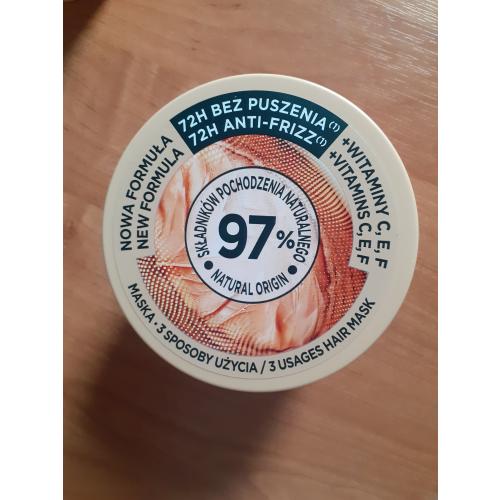 72H BEZ PUSZENIA(1)
72H ANTI-FRIZZ(1)
NOWA FORMUŁA
NEW FORMULA
+WITAMINY C, E, F
+VITAMINS C, E, F
SKŁADNIKÓW POCHODZENIA NATURALNEGO
97%
• NATURAL ORIGIN •
MASKA · 3 SPOSOBY UŻYCIA / 3 USAGES HAIR MASK